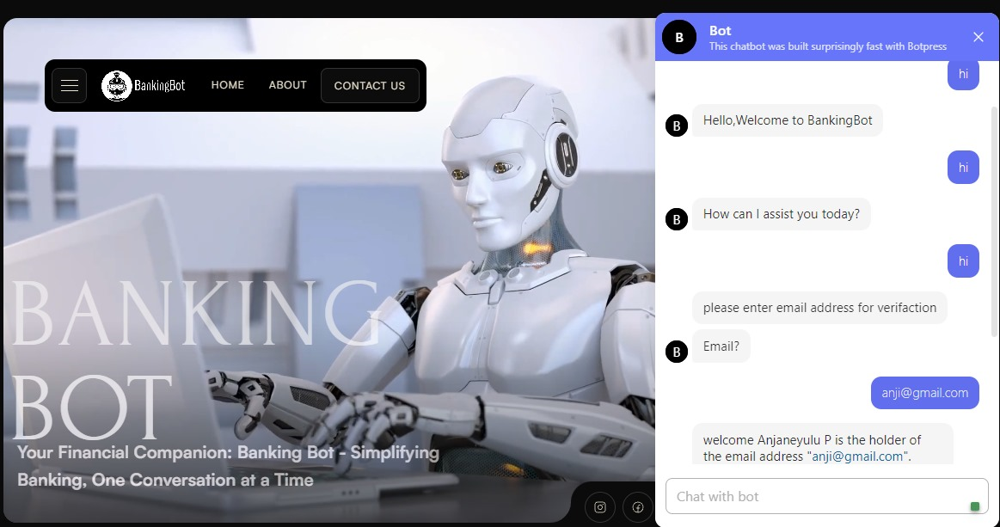 BankingBot
HOME
ABOUT
CONTACT US
BANKING
BOT
Your Financial Companion: Banking Bot - Simplifying
Banking, One Conversation at a Time
B
Bot
This chatbot was built surprisingly fast with Botpress
hi
B
Hello,Welcome to BankingBot
hi
B
How can I assist you today?
hi
please enter email address for verifaction
B
Email?
anji@gmail.com
welcome Anjaneyulu P is the holder of
the email address "anji@gmail.com".
Chat with bot